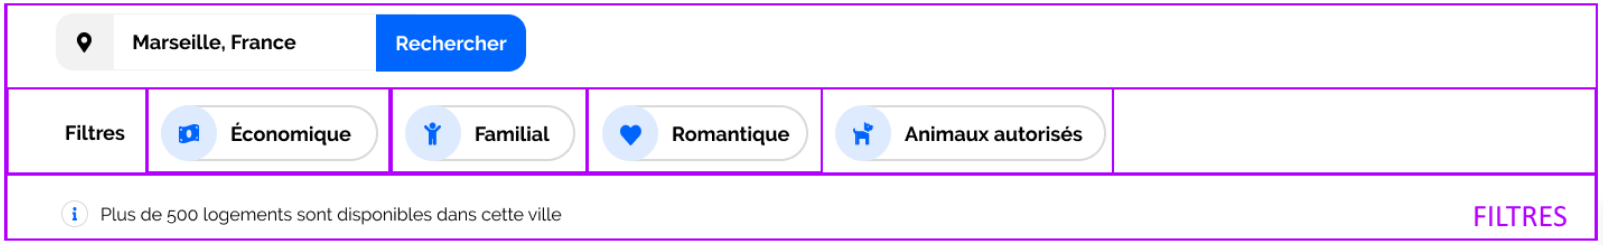 Marseille, France Rechercher
Filtres Économique Familial Romantique Animaux autorisés
i Plus de 500 logements sont disponibles dans cette ville
FILTRES